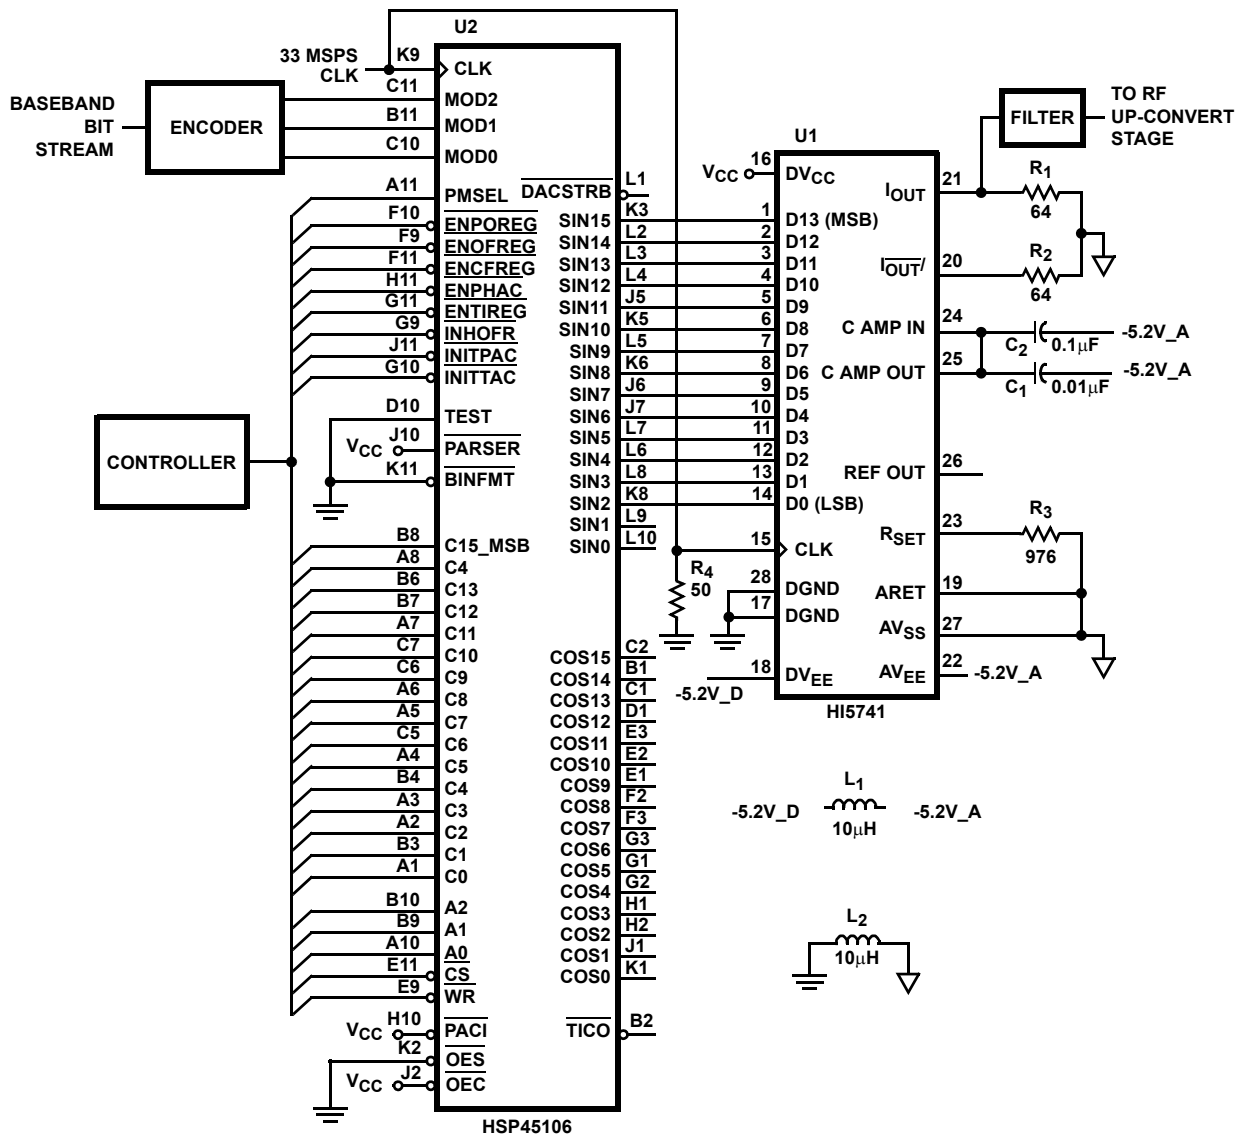 U2
33 MSPS
CLK
K9
CLK
BASEBAND
BIT
STREAM
ENCODER
C11
MOD2
B11
MOD1
C10
MOD0
A11
PMSEL
F10
ENPOREG
F9
ENOFREG
F11
ENCFREG
H11
ENPHAC
G11
ENTIREG
G9
INHOFR
J11
INITPAC
G10
INITTAC
D10
TEST
VCC
J10
PARSER
K11
BINFMT
CONTROLLER
B8
C15_MSB
A8
C4
B6
C13
B7
C12
A7
C11
C7
C10
C6
C9
A6
C8
A5
C7
C5
C6
A4
C5
B4
C4
A3
C3
A2
C2
B3
C1
A1
C0
B10
A2
B9
A1
A10
A0
E11
CS
E9
WR
VCC
H10
PACI
K2
OES
VCC
J2
OEC
HSP45106
DACSTRB
L1
SIN15
K3
SIN14
L2
SIN13
L3
SIN12
L4
SIN11
J5
SIN10
K5
SIN9
L5
SIN8
K6
SIN7
J6
SIN6
J7
SIN5
L7
SIN4
L6
SIN3
L8
SIN2
K8
SIN1
L9
SIN0
L10
COS15
C2
COS14
B1
COS13
C1
COS12
D1
COS11
E3
COS10
E2
COS9
E1
COS8
F2
COS7
F3
COS6
G3
COS5
G1
COS4
G2
COS3
H1
COS2
H2
COS1
J1
COS0
K1
TICO
B2
R4
50
U1
VCC
16
DVCC
1
D13 (MSB)
2
D12
3
D11
4
D10
5
D9
6
D8
7
D7
8
D6
9
D5
10
D4
11
D3
12
D2
13
D1
14
D0 (LSB)
15
CLK
28
DGND
17
DGND
-5.2V_D
18
DVEE
HI5741
IOUT
21
R1
64
IOUT/
20
R2
64
FILTER
TO RF
UP-CONVERT
STAGE
C AMP IN
24
C2
0.1µF
-5.2V_A
C AMP OUT
25
C1
0.01µF
-5.2V_A
REF OUT
26
RSET
23
R3
976
ARET
19
AVSS
27
AVEE
22
-5.2V_A
L1
-5.2V_D
10µH
-5.2V_A
L2
10µH